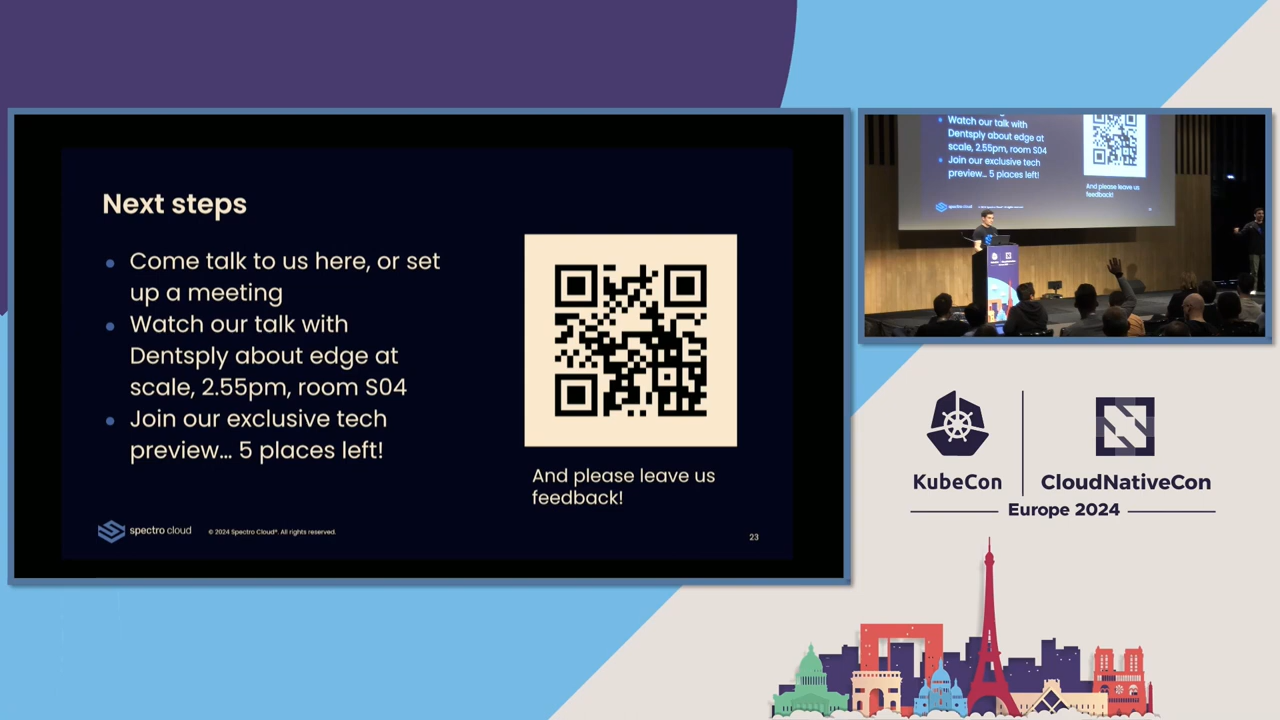 Next steps
Come talk to us here, or set
up a meeting
Watch our talk with
Dentsply about edge at
scale, 2.55pm, room S04
Join our exclusive tech
preview... 5 places left!
And please leave us
feedback!
spectro cloud
© 2024 Spectro Cloud®. All rights reserved.
23
Watch our talk with
Dentsply about edge at
scale, 2.55pm, room S04
Join our exclusive tech
preview... 5 places left!
And please leave us
feedback!
spectro cloud
KubeCon
CloudNativeCon
Europe 2024